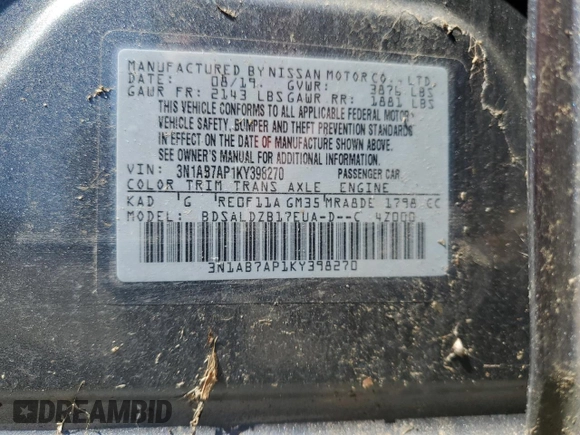 MANUFACTURED BY NISSAN MOTOR CO., LTD.
DATE: 08/19. GVWR: 3876 LBS
GAWR FR: 2143 LBS GAWR RR: 1881 LBS
THIS VEHICLE CONFORMS TO ALL APPLICABLE FEDERAL MOTOR
VEHICLE SAFETY, BUMPER AND THEFT PREVENTION STANDARDS
IN EFFECT ON THE DATE OF MANUFACTURE SHOWN ABOVE.
SEE OWNER'S MANUAL FOR ADDITIONAL INFORMATION.
VIN: 3N1AB7AP1KY398270 PASSENGER CAR
COLOR TRIM TRANS AXLE ENGINE
KAD G RE0F11A GM35 MRA8DE 1798 CC
MODEL: BDSALDZB17EUA-D--C 4Z000
3N1AB7AP1KY398270
DREAMBID